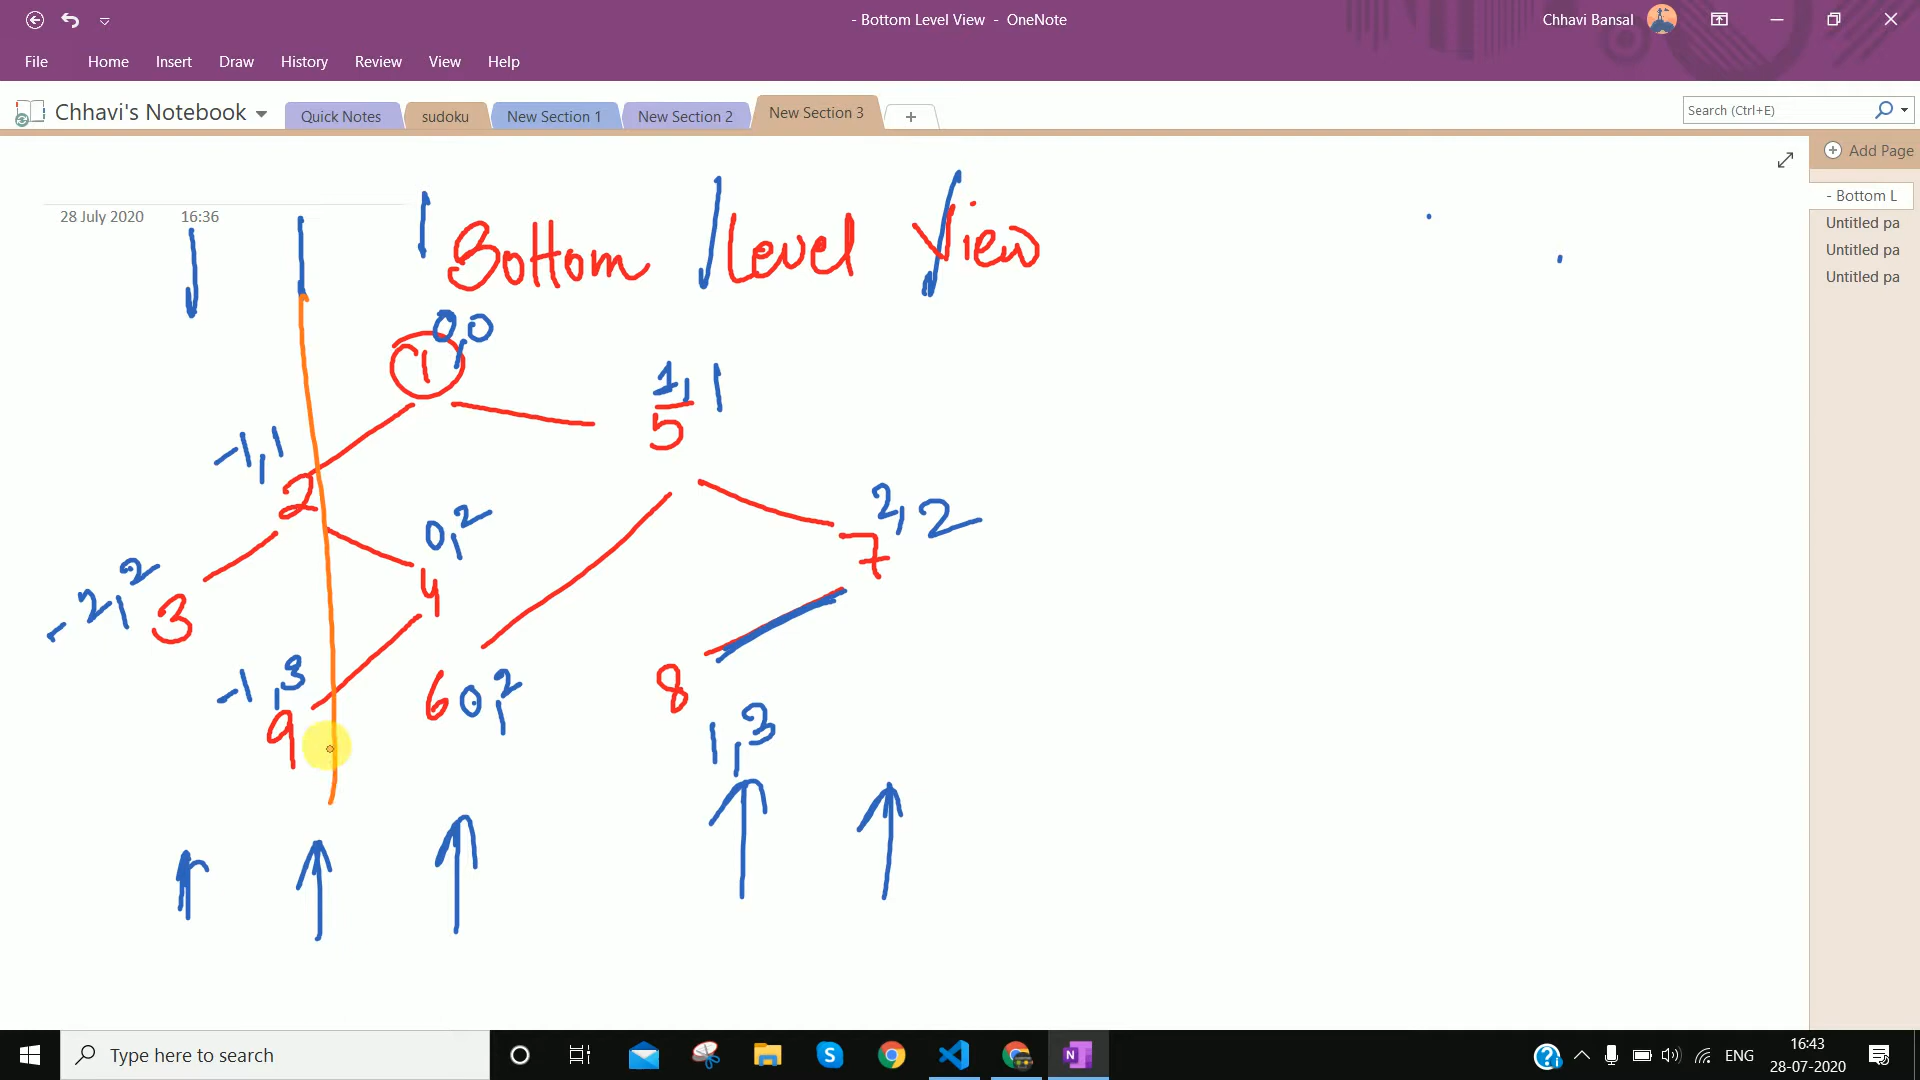 - Bottom Level View - OneNote
Chhavi Bansal
File Home Insert Draw History Review View Help
Chhavi's Notebook
Quick Notes sudoku New Section 1 New Section 2 New Section 3 +
Search (Ctrl+E)
Add Page
- Bottom L
Untitled pa
Untitled pa
Untitled pa
28 July 2020 16:36
Bottom Level View
0,0
1
1,1
5
-1,1
2
2,2
7
0,2
4
-2,2
3
-1,3
9
6 0,2
8
1,3
Type here to search
ENG
16:43
28-07-2020